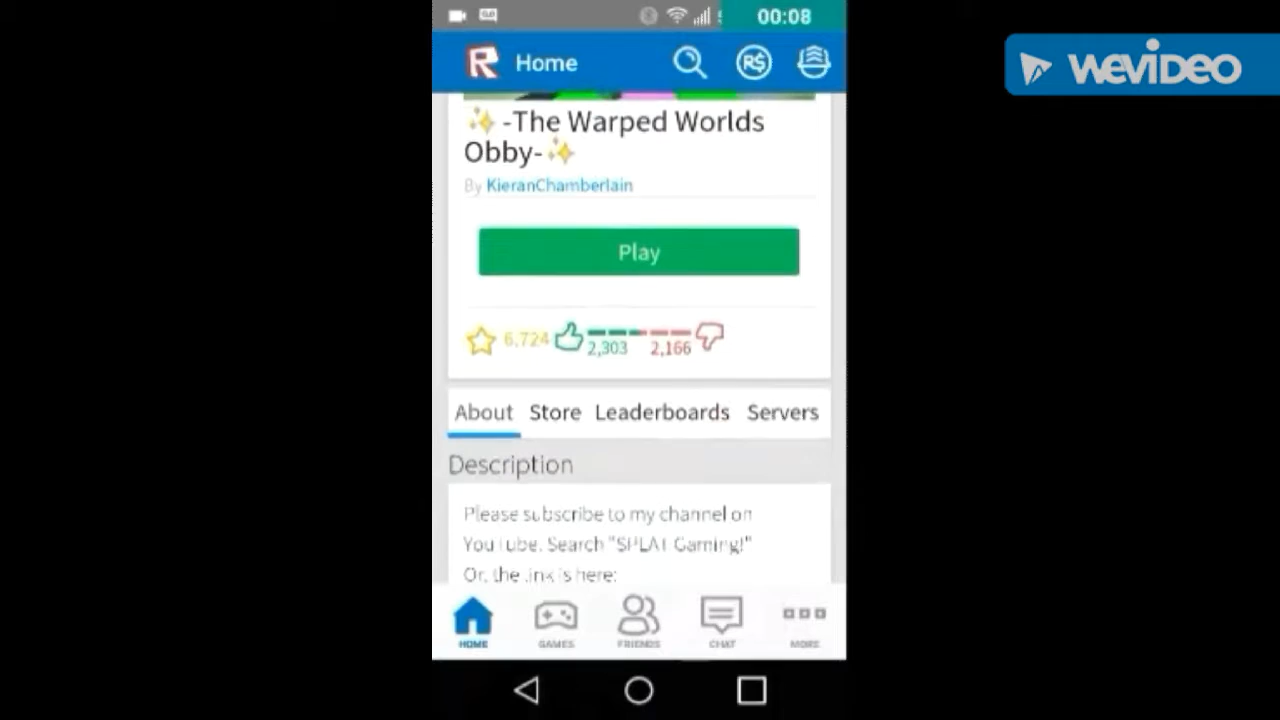 00:08
WEVIDEO
Home
R$
✨ -The Warped Worlds
Obby-✨
By KieranChamberlain
Play
6,724
2,303
2,166
About Store Leaderboards Servers
Description
Please subscribe to my channel on
YouTube. Search "SPLAT Gaming!"
Or, the link is here:
HOME GAMES FRIENDS CHAT MORE